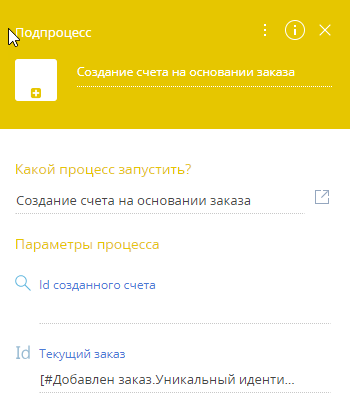 Подпроцесс
Создание счета на основании заказа
Какой процесс запустить?
Создание счета на основании заказа
Параметры процесса
Id созданного счета
Id Текущий заказ
[#Добавлен заказ.Уникальный иденти...